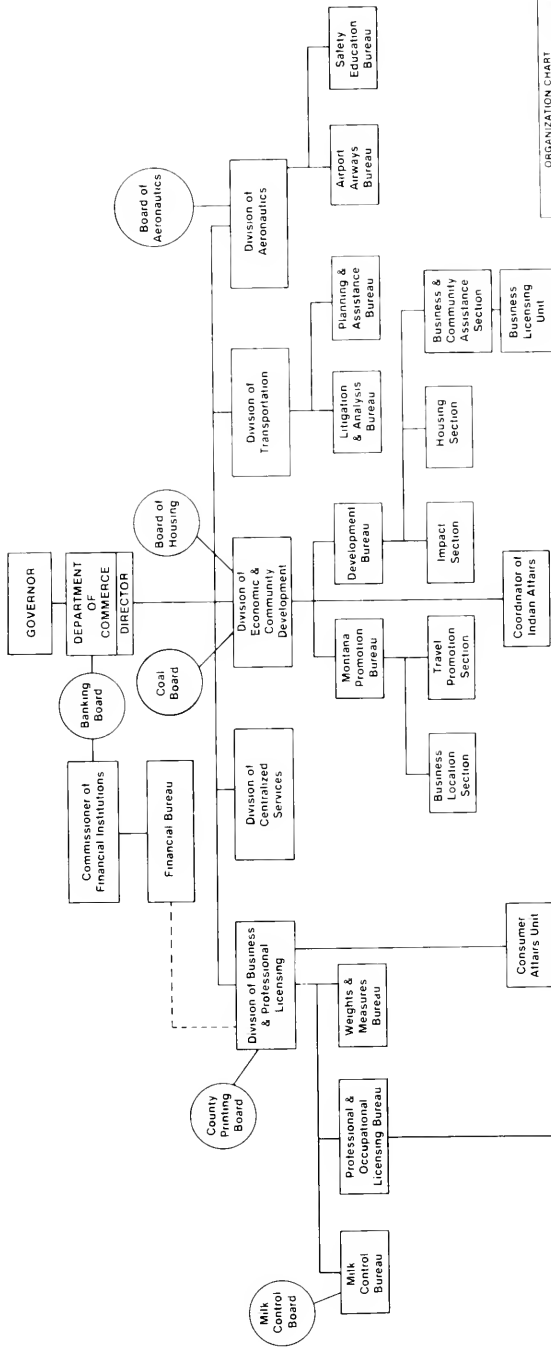 GOVERNOR
DEPARTMENT
OF
COMMERCE
DIRECTOR
Banking
Board
Commissioner of
Financial Institutions
Financial Bureau
Coal
Board
Board of
Housing
Board of
Aeronautics
County
Printing
Board
Division of Business
& Professional
Licensing
Division of
Centralized
Services
Division of
Economic &
Community
Development
Division of
Transportation
Division of
Aeronautics
Milk
Control
Board
Milk
Control
Bureau
Professional &
Occupational
Licensing Bureau
Weights &
Measures
Bureau
Montana
Promotion
Bureau
Development
Bureau
Litigation
& Analysis
Bureau
Planning &
Assistance
Bureau
Airport
Airways
Bureau
Safety
Education
Bureau
Business
Location
Section
Travel
Promotion
Section
Impact
Section
Housing
Section
Business &
Community
Assistance
Section
Business
Licensing
Unit
Consumer
Affairs Unit
Coordinator of
Indian Affairs
ORGANIZATION CHART